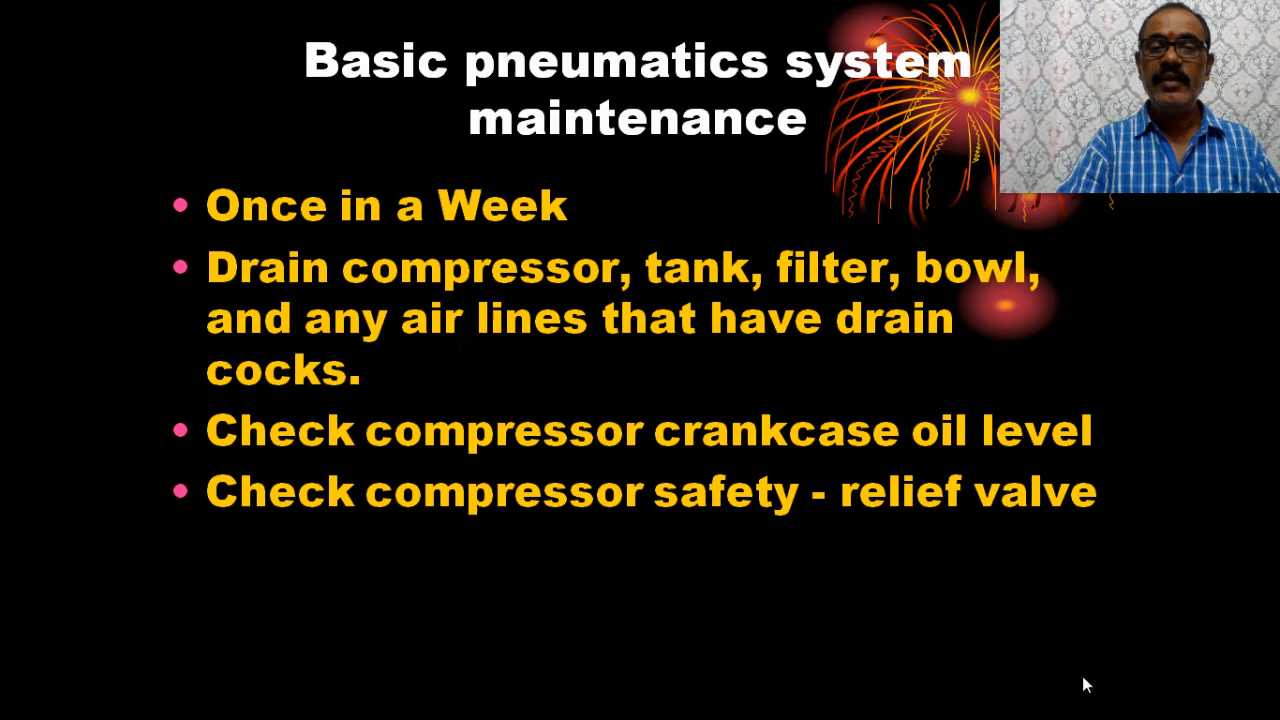 Basic pneumatics system
maintenance
• Once in a Week
• Drain compressor, tank, filter, bowl,
and any air lines that have drain
cocks.
• Check compressor crankcase oil level
• Check compressor safety - relief valve